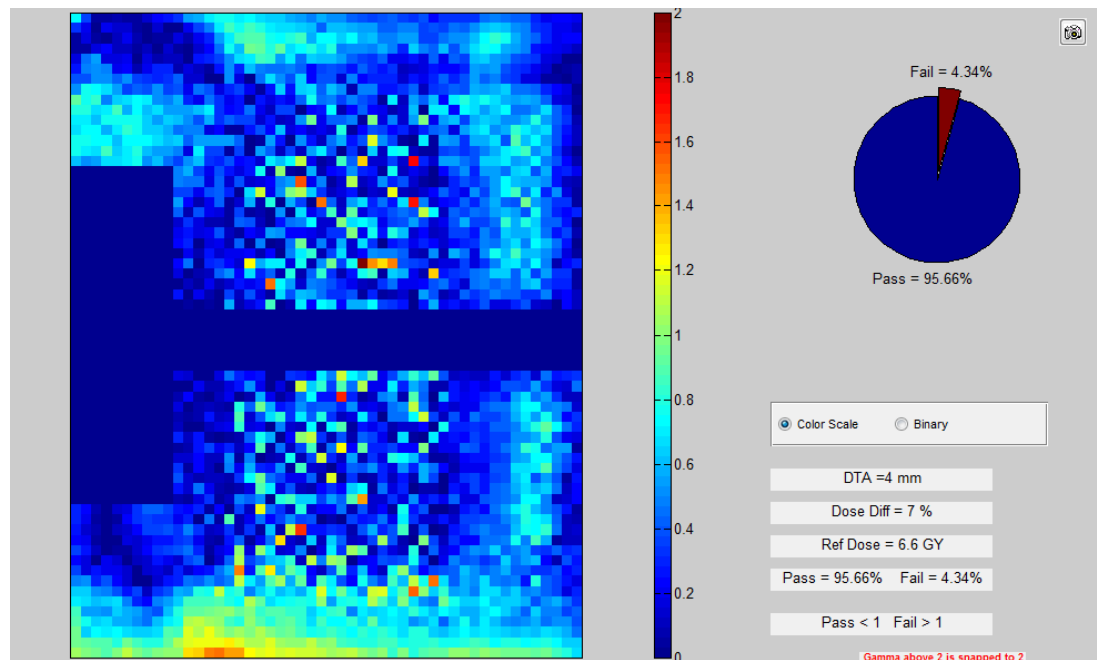 2
1.8
1.6
1.4
1.2
1
0.8
0.6
0.4
0.2
0
Fail = 4.34%
Pass = 95.66%
Color Scale
Binary
DTA =4 mm
Dose Diff = 7 %
Ref Dose = 6.6 GY
Pass = 95.66% Fail = 4.34%
Pass < 1 Fail > 1
Gamma above 2 is snapped to 2